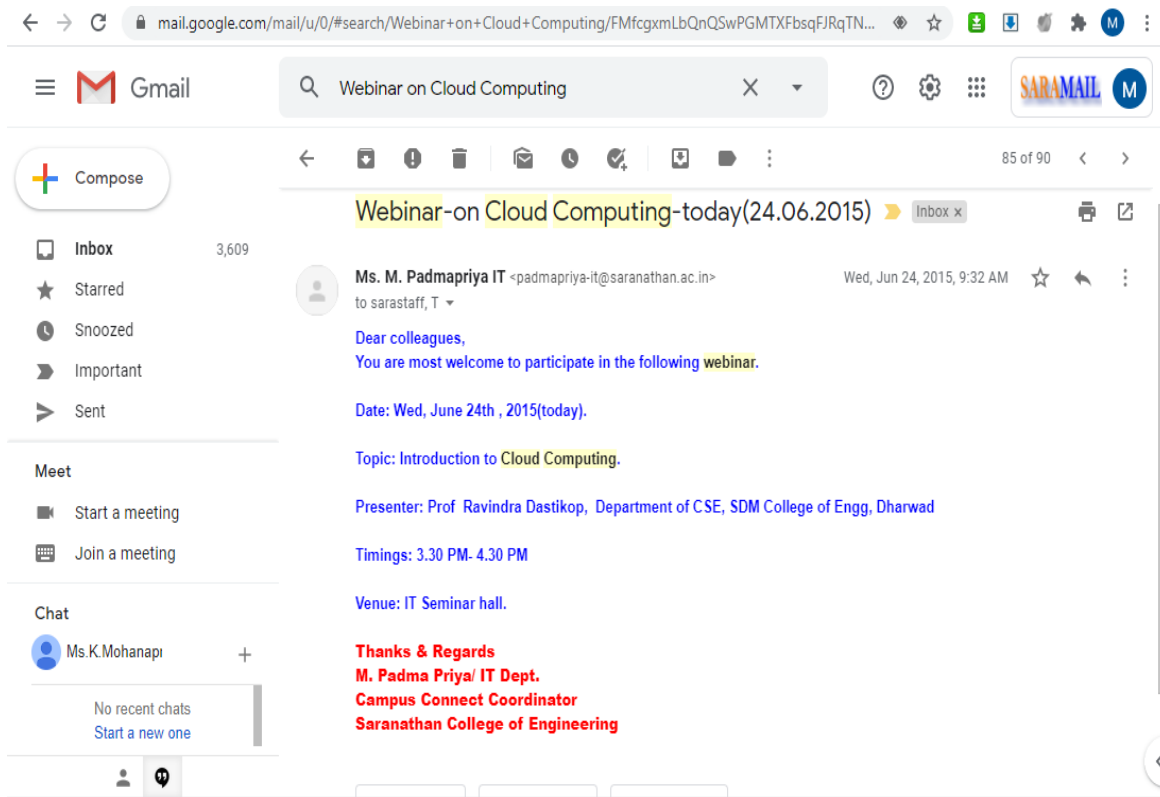 mail.google.com/mail/u/0/#search/Webinar+on+Cloud+Computing/FMfcgxmLbQnQSwPGMTXFbsqFJRqTN...
M
Gmail
Webinar on Cloud Computing
SARAMAIL
M
Compose
85 of 90
Webinar-on Cloud Computing-today(24.06.2015)
Inbox x
Inbox 3,609
Starred
Snoozed
Important
Sent
Ms. M. Padmapriya IT <padmapriya-it@saranathan.ac.in>
Wed, Jun 24, 2015, 9:32 AM
to sarastaff, T
Dear colleagues,
You are most welcome to participate in the following webinar.
Date: Wed, June 24th , 2015(today).
Topic: Introduction to Cloud Computing.
Presenter: Prof  Ravindra Dastikop,  Department of CSE, SDM College of Engg, Dharwad
Timings: 3.30 PM- 4.30 PM
Venue: IT Seminar hall.
Thanks & Regards
M. Padma Priya/ IT Dept.
Campus Connect Coordinator
Saranathan College of Engineering
Meet
Start a meeting
Join a meeting
Chat
Ms.K.Mohanapr
No recent chats
Start a new one